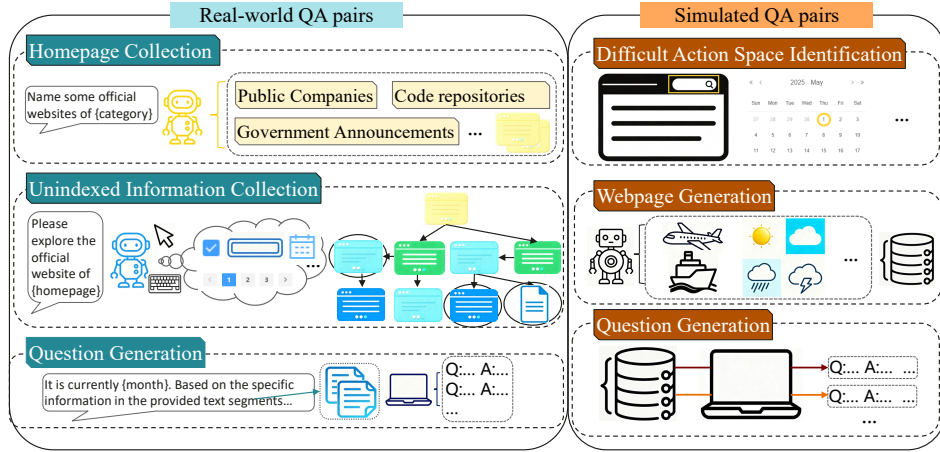 Real-world QA pairs
Homepage Collection
Name some official
websites of {category}
Public Companies
Code repositories
Government Announcements
...
Unindexed Information Collection
Please
explore the
official
website of
{homepage}
...
1 2 3
Question Generation
It is currently {month}. Based on the specific
information in the provided text segments...
Q:... A:...
Q:... A:...
...
Simulated QA pairs
Difficult Action Space Identification
2025 May
Sun Mon Tue Wed Thu Fri Sat
27 28 29 30 1 2 3
4 5 6 7 8 9 10
11 12 13 14 15 16 17
...
Webpage Generation
...
Question Generation
Q:... A:... ...
Q:... A:... ...
...